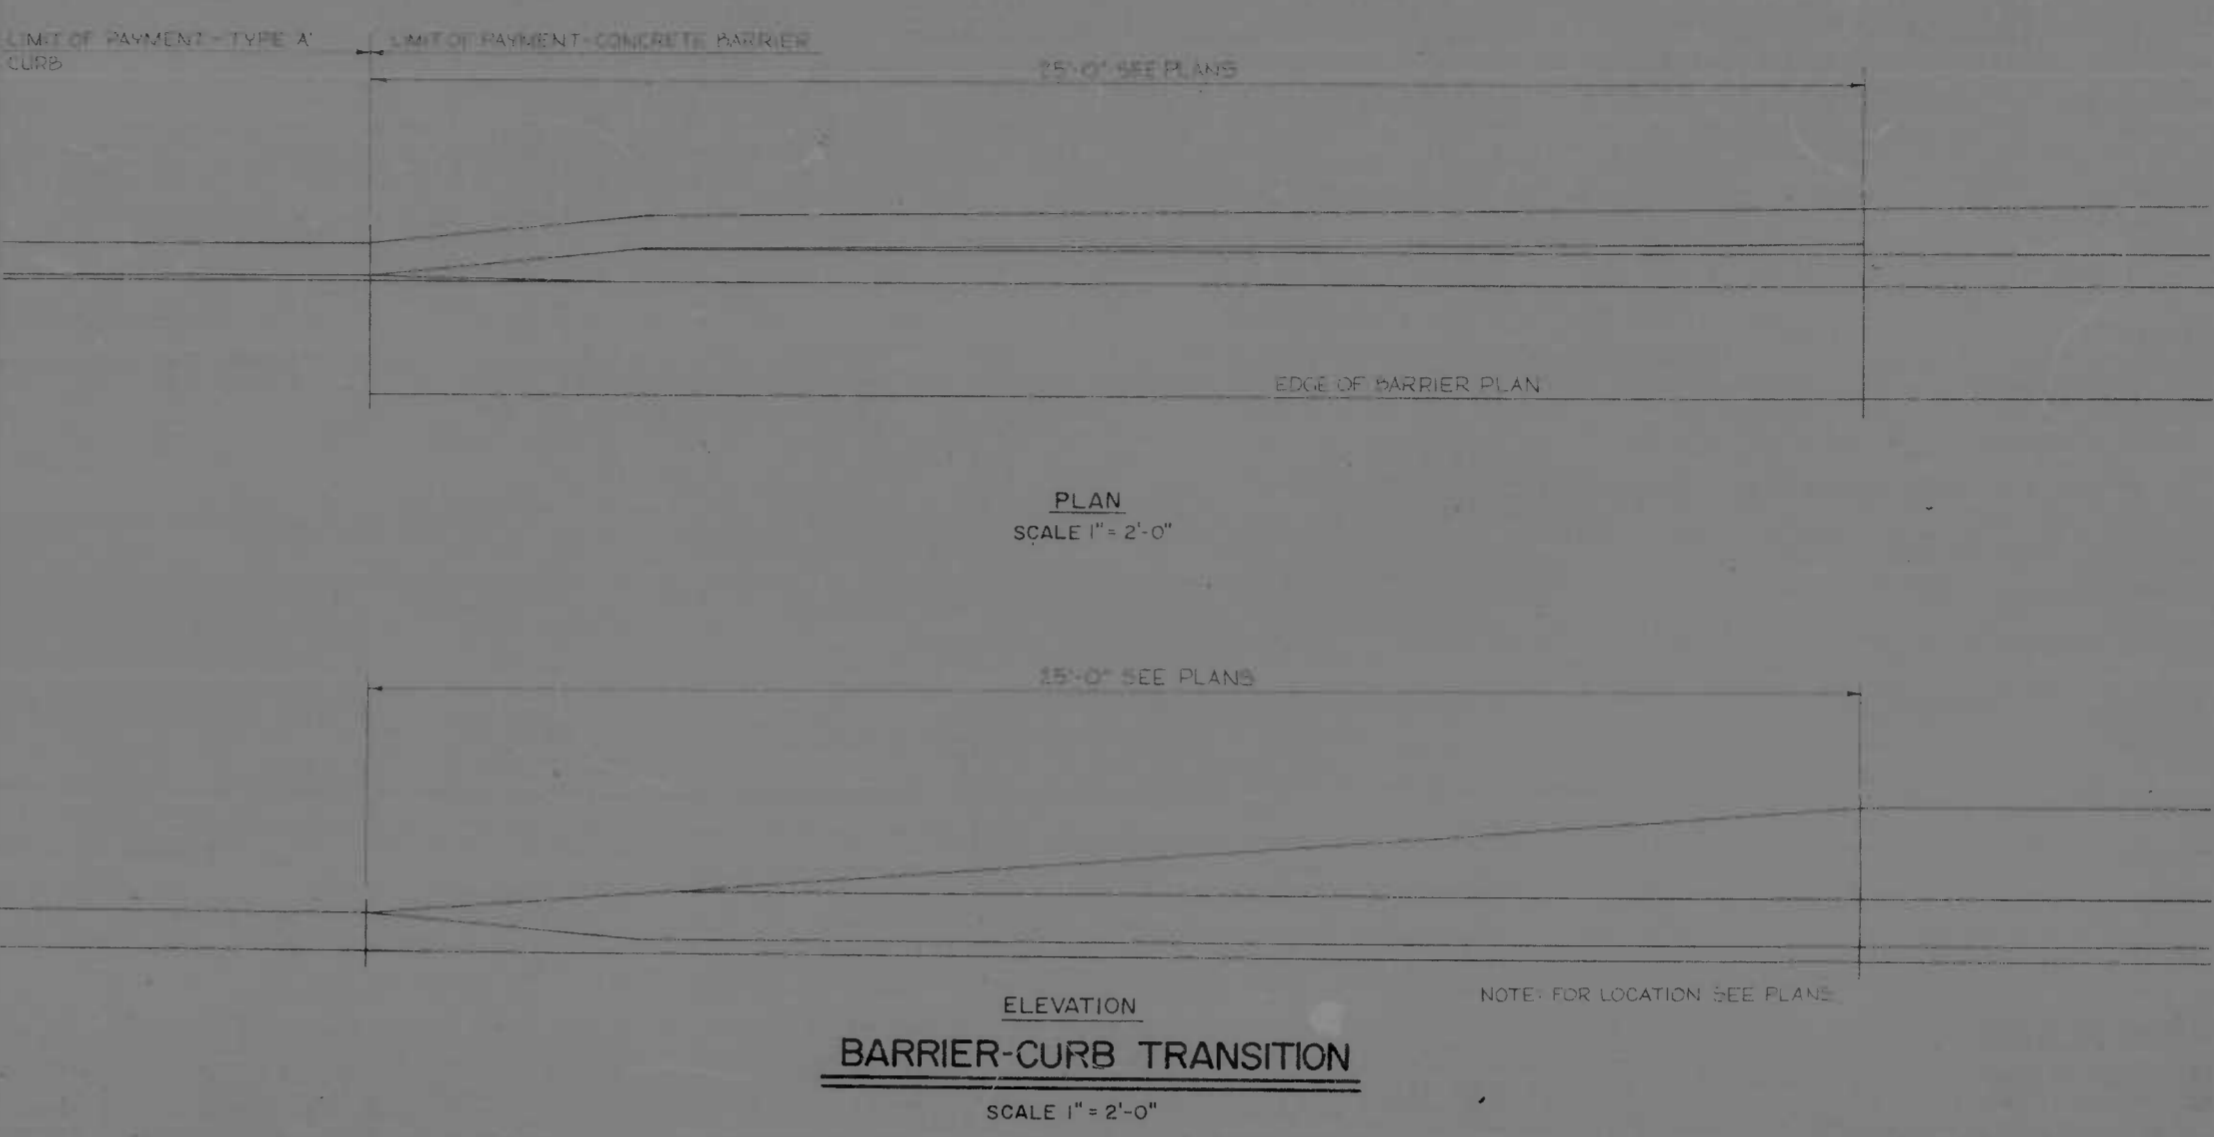 LIMIT OF PAYMENT - TYPE 'A'
CURB
LIMIT OF PAYMENT-CONCRETE BARRIER
25'-0" SEE PLANS
EDGE OF BARRIER PLAN
PLAN
SCALE 1" = 2'-0"
25'-0" SEE PLANS
NOTE: FOR LOCATION SEE PLANS
ELEVATION
BARRIER-CURB TRANSITION
SCALE 1" = 2'-0"